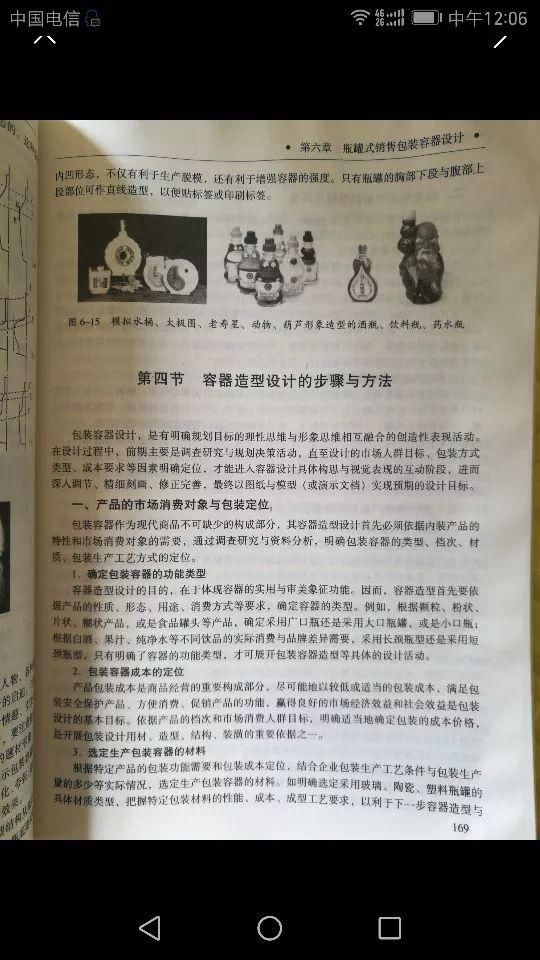 中国电信
4G
2G
中午12:06
• 第六章 瓶罐式销售包装容器设计 •
内凹形态,不仅有利于生产脱模,还有利于增强容器的强度。只有瓶罐的胸部下段与腹部上
段部位可作直线造型,以便贴标签或印刷标签。
图6-15 模拟水桶、太极图、老寿星、动物、葫芦形象造型的酒瓶、饮料瓶、药水瓶
第四节 容器造型设计的步骤与方法
包装容器设计,是有明确规划目标的理性思维与形象思维相互融合的创造性表现活动。
在设计过程中,前期主要是调查研究与规划决策活动,直至设计的市场人群目标、包装方式
类型、成本要求等因素明确定位,才能进入容器设计具体构思与视觉表现的互动阶段,进而
深入调节、精细刻画、修正完善,最终以图纸与模型(或演示文档)实现预期的设计目标。
一、产品的市场消费对象与包装定位
包装容器作为现代商品不可缺少的构成部分,其容器造型设计首先必须依据内装产品的
特性和市场消费对象的需要,通过调查研究与资料分析,明确包装容器的类型、档次、材
质、包装生产工艺方式的定位。
1. 确定包装容器的功能类型
容器造型设计的目的,在于体现容器的实用与审美象征功能。因而,容器造型首先要依
据产品的性质、形态、用途、消费方式等要求,确定容器的类型。例如,根据颗粒、粉状、
片状、糊状产品,或是食品罐头等产品,确定采用广口瓶还是采用大口瓶罐,或是小口瓶;
根据白酒、果汁、纯净水等不同饮品的实际消费与品牌差异需要,采用长颈瓶型还是采用短
颈瓶型,只有明确了容器的功能类型,才可展开包装容器造型等具体的设计活动。
2. 包装容器成本的定位
产品包装成本是商品经营的重要构成部分,尽可能地以较低或适当的包装成本,满足包
装安全保护产品、方便消费、促销产品的功能、赢得良好的市场经济效益和社会效益是包装
设计的基本目标。依据产品的档次和市场消费人群目标,明确适当地确定包装的成本价格,
是开展包装设计用材、造型、结构、装潢的重要依据之一。
3. 选定生产包装容器的材料
根据特定产品的包装功能需要和包装成本定位,结合企业包装生产工艺条件与包装生产
量的多少等实际情况,选定生产包装容器的材料。如明确选定采用玻璃、陶瓷、塑料瓶罐的
具体材质类型,把握特定包装材料的性能、成本、成型工艺要求,以利于下一步容器造型与
169